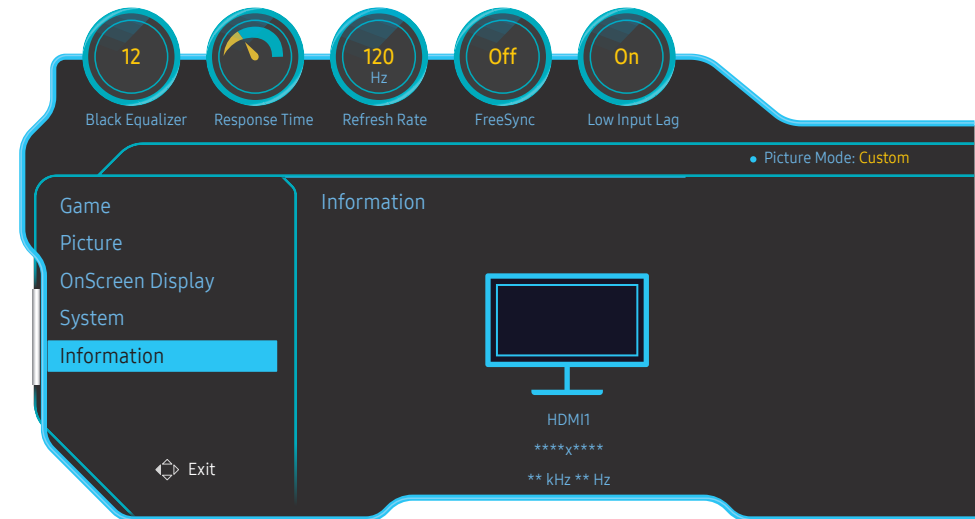 12
120
Hz
Off
On
Black Equalizer
Response Time
Refresh Rate
FreeSync
Low Input Lag
Picture Mode: Custom
Game
Picture
OnScreen Display
System
Information
Exit
Information
HDMI1
****x****
** kHz ** Hz